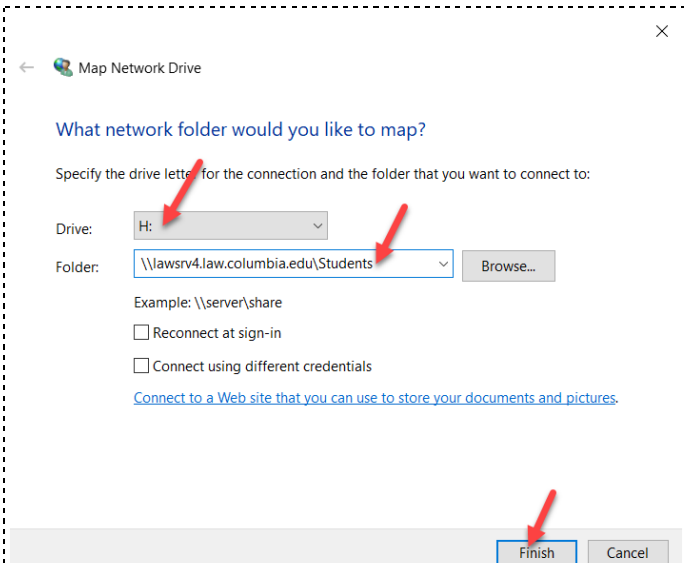 Map Network Drive
What network folder would you like to map?
Specify the drive letter for the connection and the folder that you want to connect to:
Drive: H:
Folder: \\lawsrv4.law.columbia.edu\Students Browse...
Example: \\server\share
Reconnect at sign-in
Connect using different credentials
Connect to a Web site that you can use to store your documents and pictures.
Finish Cancel